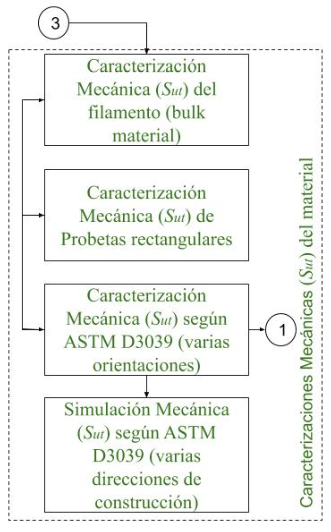 3
Caracterización
Mecánica (Sut) del
filamento (bulk
material)
Caracterización
Mecánica (Sut) de
Probetas rectangulares
Caracterización
Mecánica (Sut) según
ASTM D3039 (varias
orientaciones)
1
Simulación Mecánica
(Sut) según ASTM
D3039 (varias
direcciones de
construcción)
Caracterizaciones Mecánicas (Sut) del material